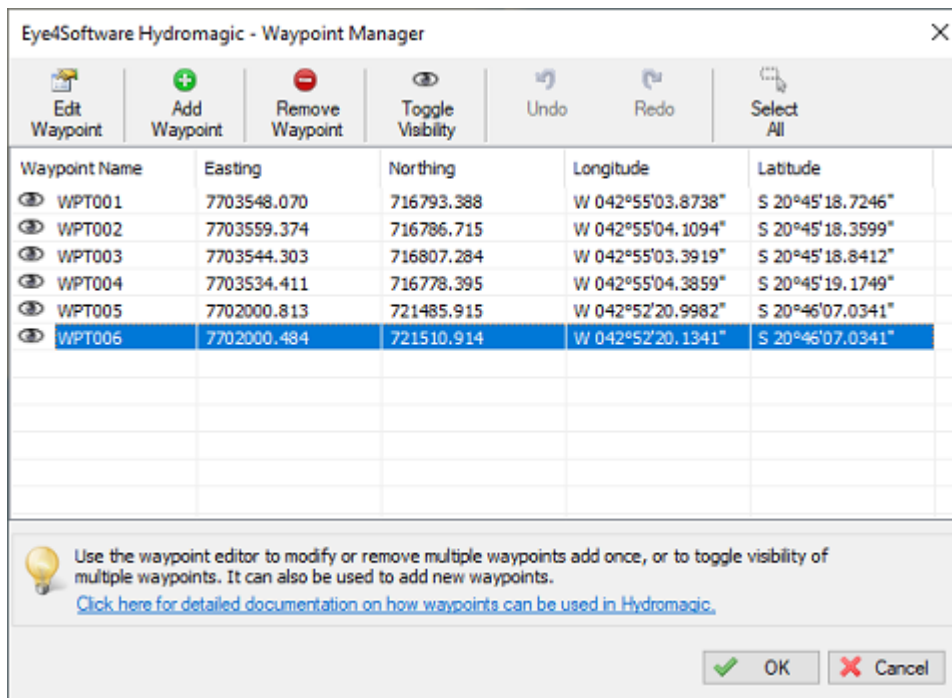 Eye4Software Hydromagic - Waypoint Manager
Edit Waypoint
Add Waypoint
Remove Waypoint
Toggle Visibility
Undo
Redo
Select All
Waypoint Name Easting Northing Longitude Latitude
WPT001 7703548.070 716793.388 W 042°55'03.8738" S 20°45'18.7246"
WPT002 7703559.374 716786.715 W 042°55'04.1094" S 20°45'18.3599"
WPT003 7703544.303 716807.284 W 042°55'03.3919" S 20°45'18.8412"
WPT004 7703534.411 716778.395 W 042°55'04.3859" S 20°45'19.1749"
WPT005 7702000.813 721485.915 W 042°52'20.9982" S 20°46'07.0341"
WPT006 7702000.484 721510.914 W 042°52'20.1341" S 20°46'07.0341"
Use the waypoint editor to modify or remove multiple waypoints add once, or to toggle visibility of
multiple waypoints. It can also be used to add new waypoints.
Click here for detailed documentation on how waypoints can be used in Hydromagic.
OK
Cancel